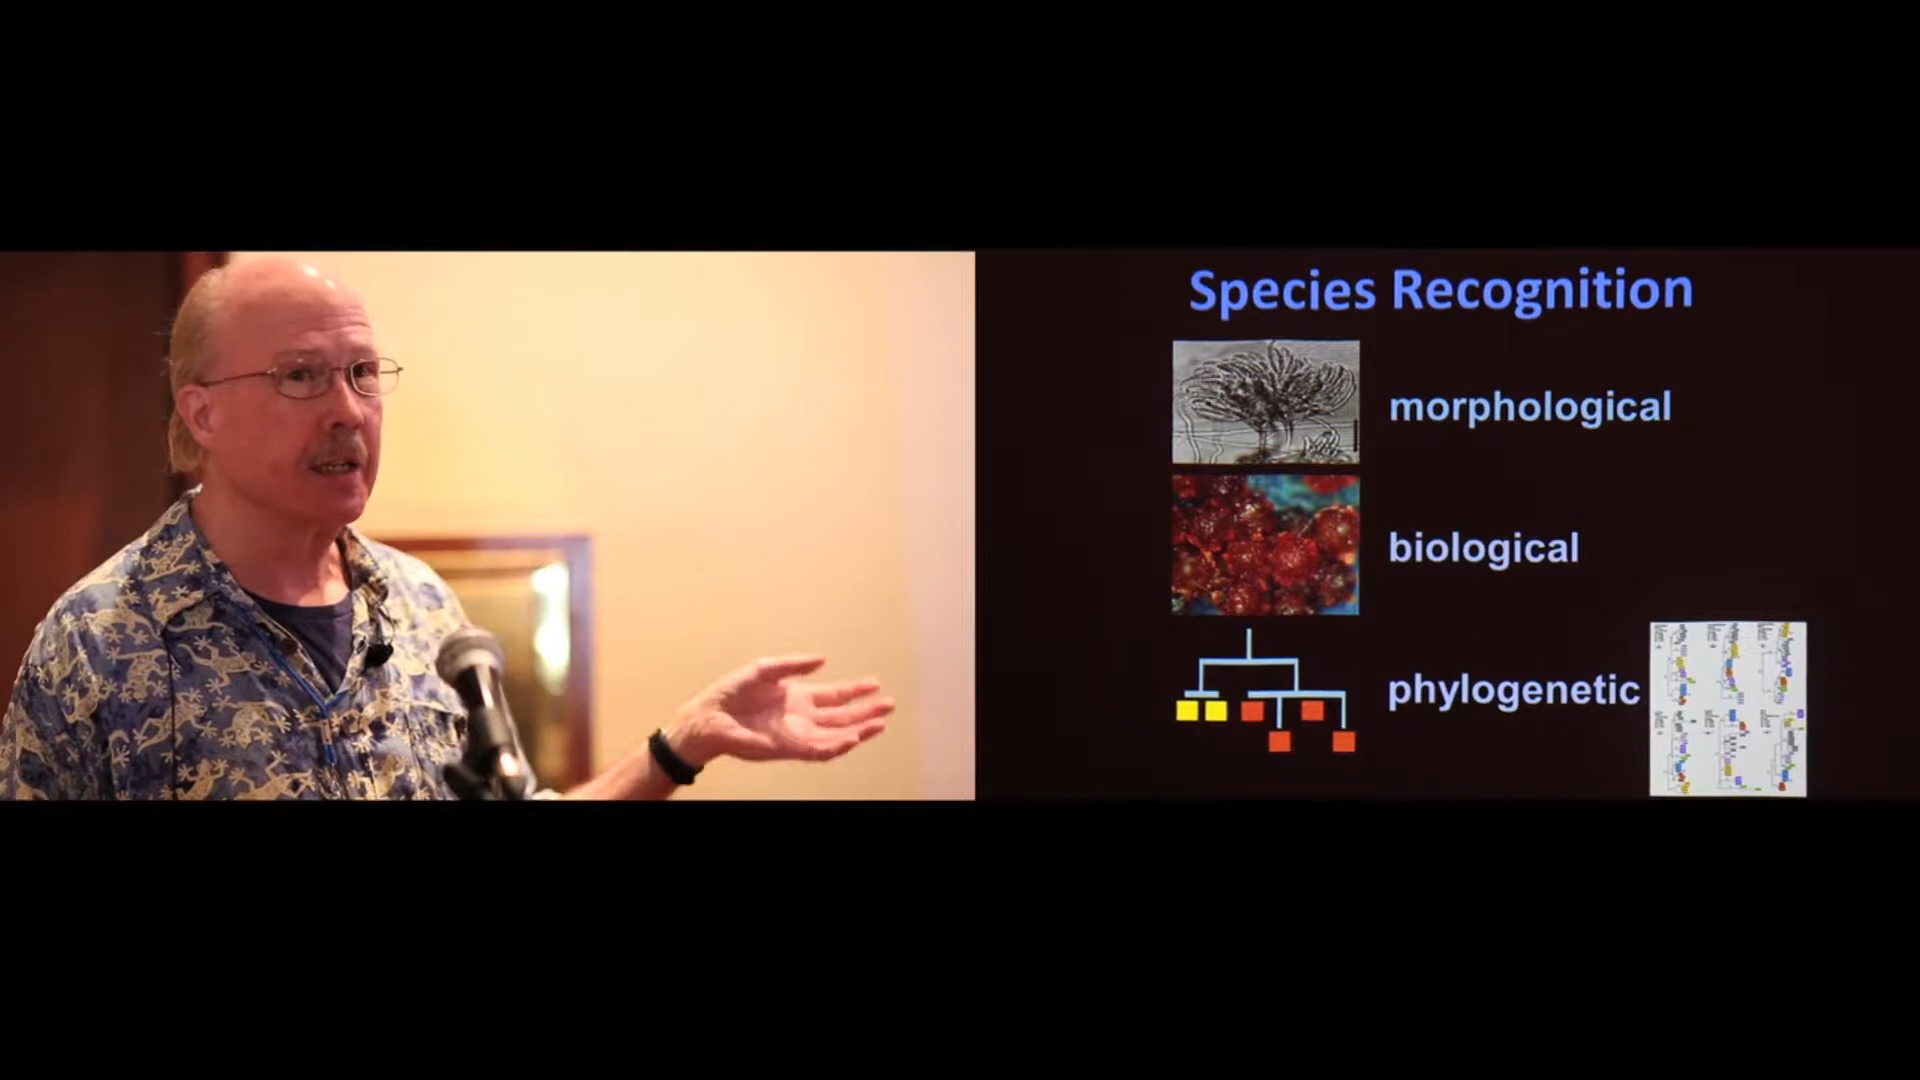 Species Recognition
morphological
biological
phylogenetic